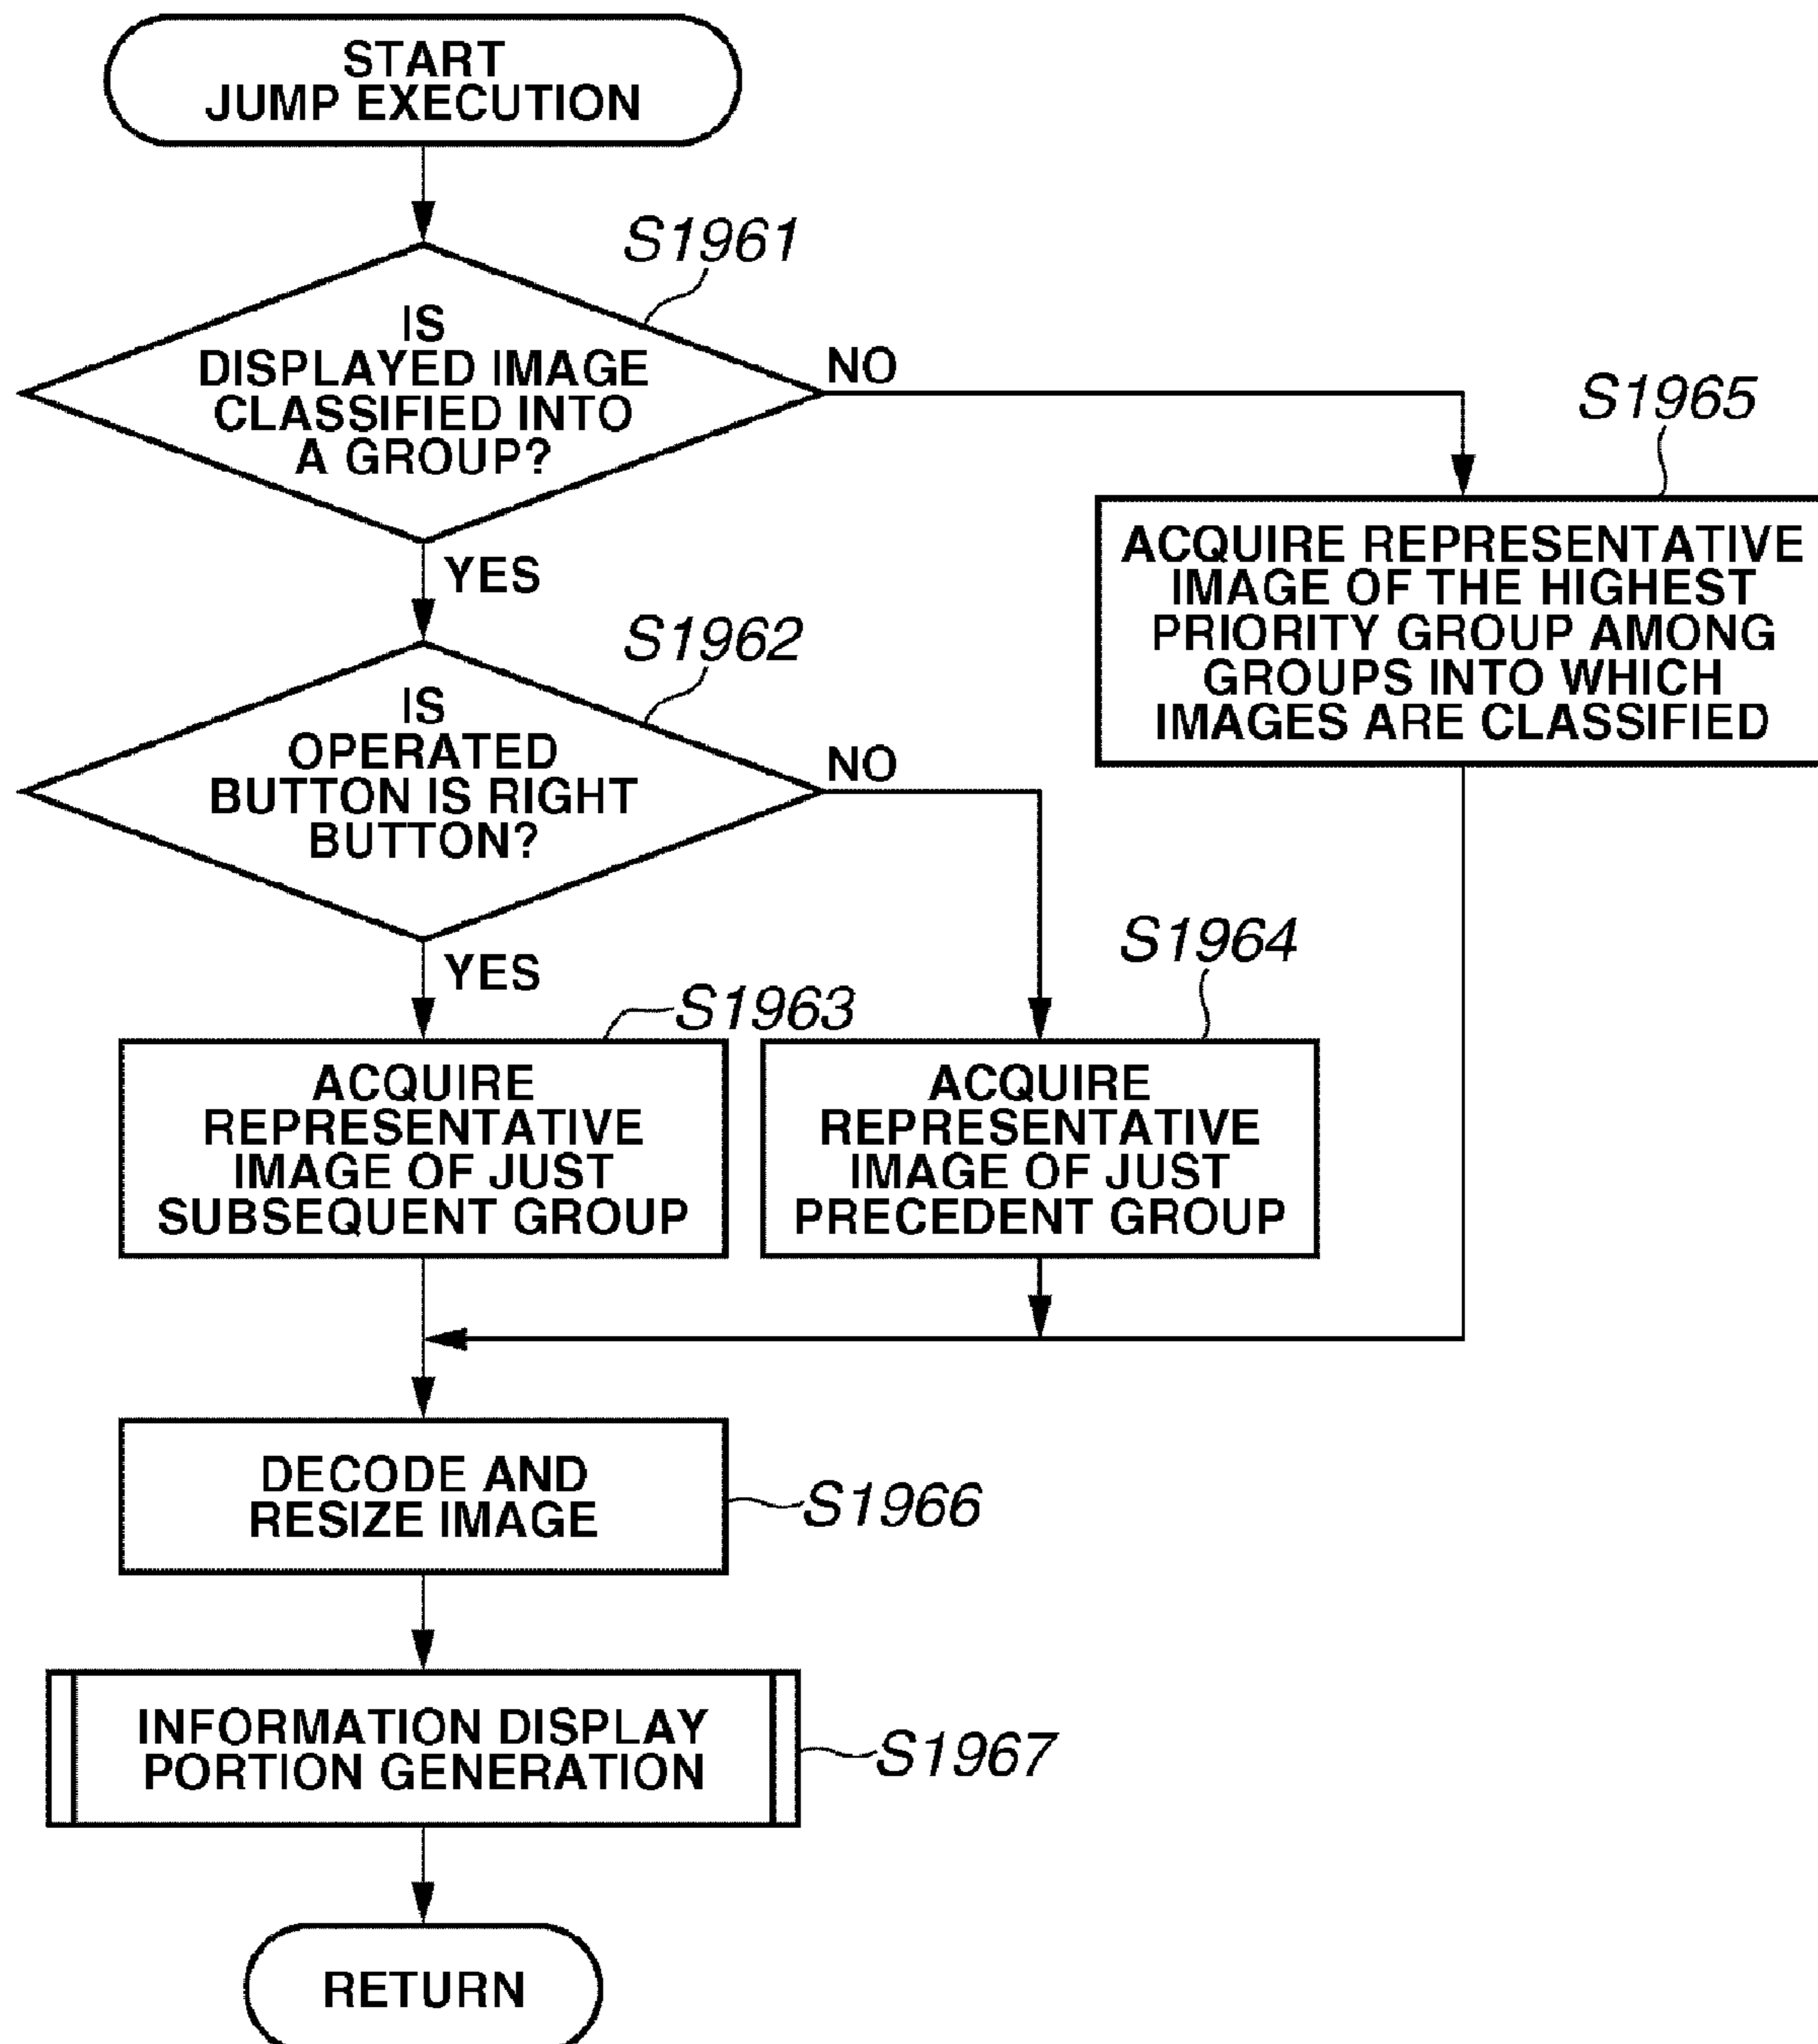 START
JUMP EXECUTION
S1961
IS
DISPLAYED IMAGE
CLASSIFIED INTO
A GROUP?
NO
YES
S1965
ACQUIRE REPRESENTATIVE
IMAGE OF THE HIGHEST
PRIORITY GROUP AMONG
GROUPS INTO WHICH
IMAGES ARE CLASSIFIED
S1962
IS
OPERATED
BUTTON IS RIGHT
BUTTON?
NO
YES
S1963
ACQUIRE
REPRESENTATIVE
IMAGE OF JUST
SUBSEQUENT GROUP
S1964
ACQUIRE
REPRESENTATIVE
IMAGE OF JUST
PRECEDENT GROUP
DECODE AND
RESIZE IMAGE
S1966
INFORMATION DISPLAY
PORTION GENERATION
S1967
RETURN